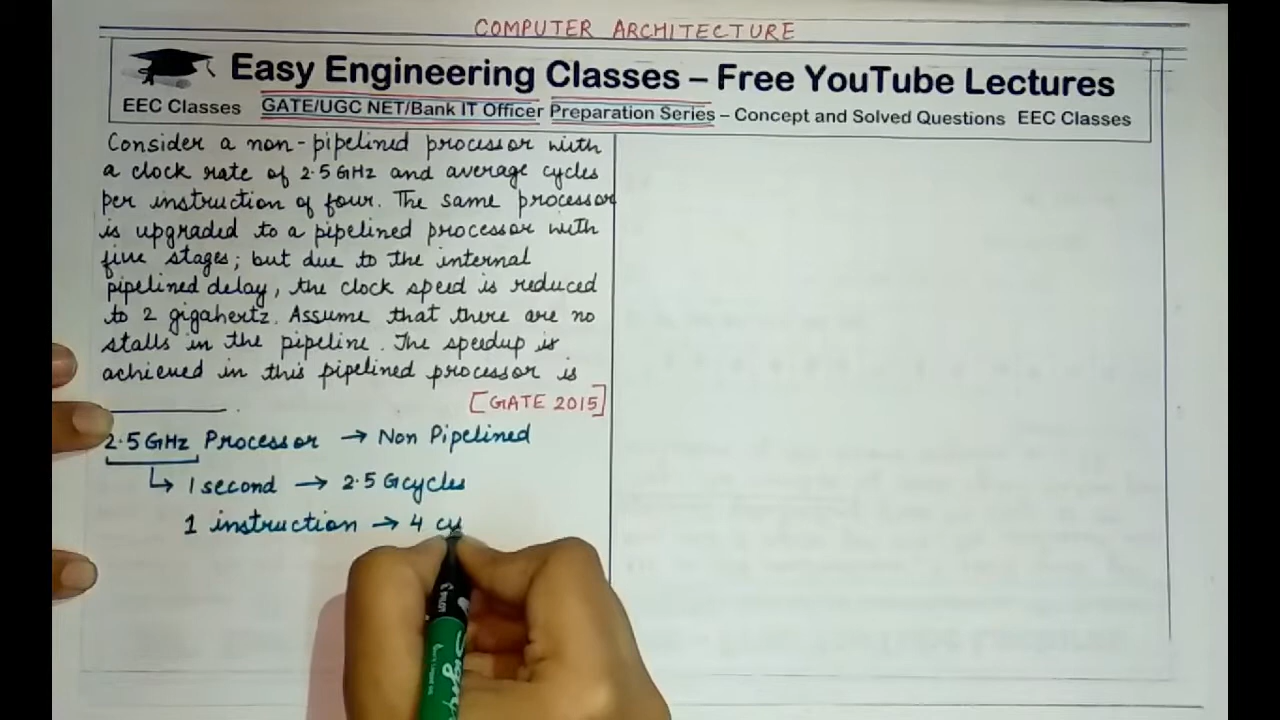 COMPUTER ARCHITECTURE
Easy Engineering Classes – Free YouTube Lectures
EEC Classes GATE/UGC NET/Bank IT Officer Preparation Series – Concept and Solved Questions EEC Classes
Consider a non-pipelined processor with
a clock rate of 2.5 GHz and average cycles
per instruction of four. The same processor
is upgraded to a pipelined processor with
five stages; but due to the internal
pipelined delay, the clock speed is reduced
to 2 gigahertz. Assume that there are no
stalls in the pipeline. The speedup is
achieved in this pipelined processor is
[GATE 2015]
2.5 GHz Processor → Non Pipelined
1 second → 2.5 Gcycles
1 instruction → 4 cy